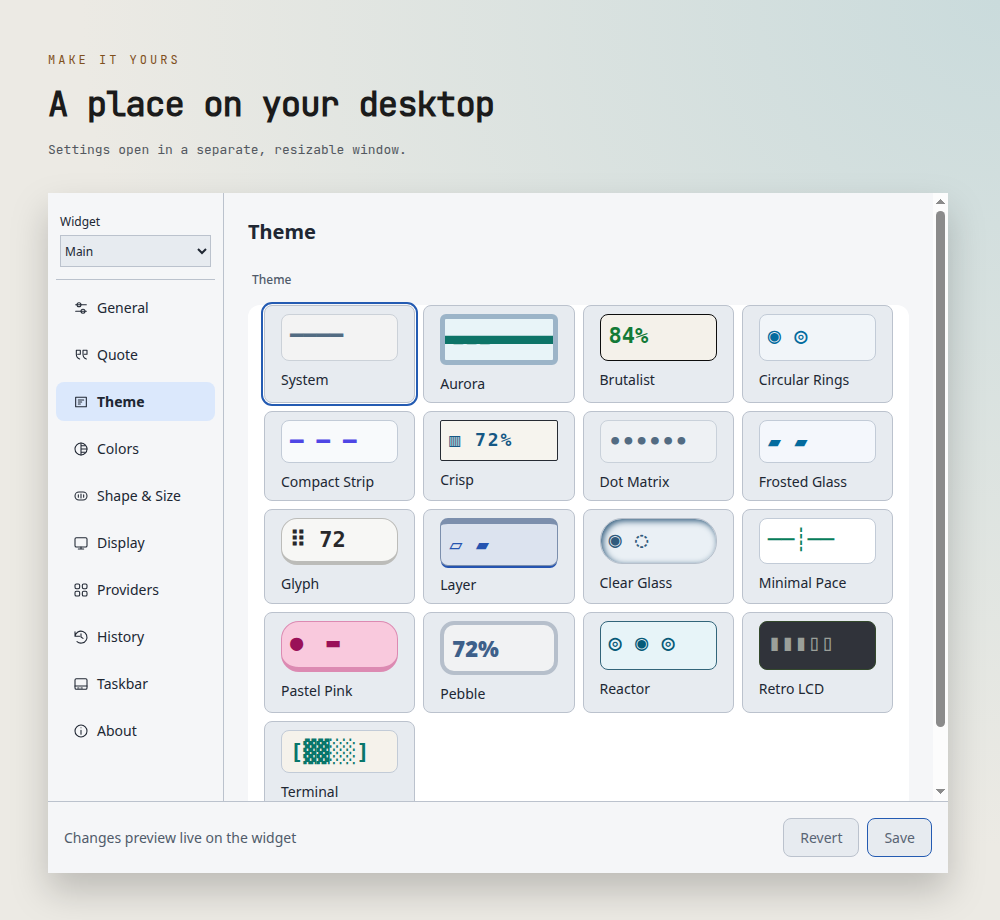 MAKE IT YOURS
A place on your desktop
Settings open in a separate, resizable window.
Widget
Main
General
Quote
Theme
Colors
Shape & Size
Display
Providers
History
Taskbar
About
Theme
Theme
System
Aurora
84%
Brutalist
Circular Rings
Compact Strip
72%
Crisp
Dot Matrix
Frosted Glass
72
Glyph
Layer
Clear Glass
Minimal Pace
Pastel Pink
72%
Pebble
Reactor
Retro LCD
[▓▓░░]
Terminal
Changes preview live on the widget
Revert
Save